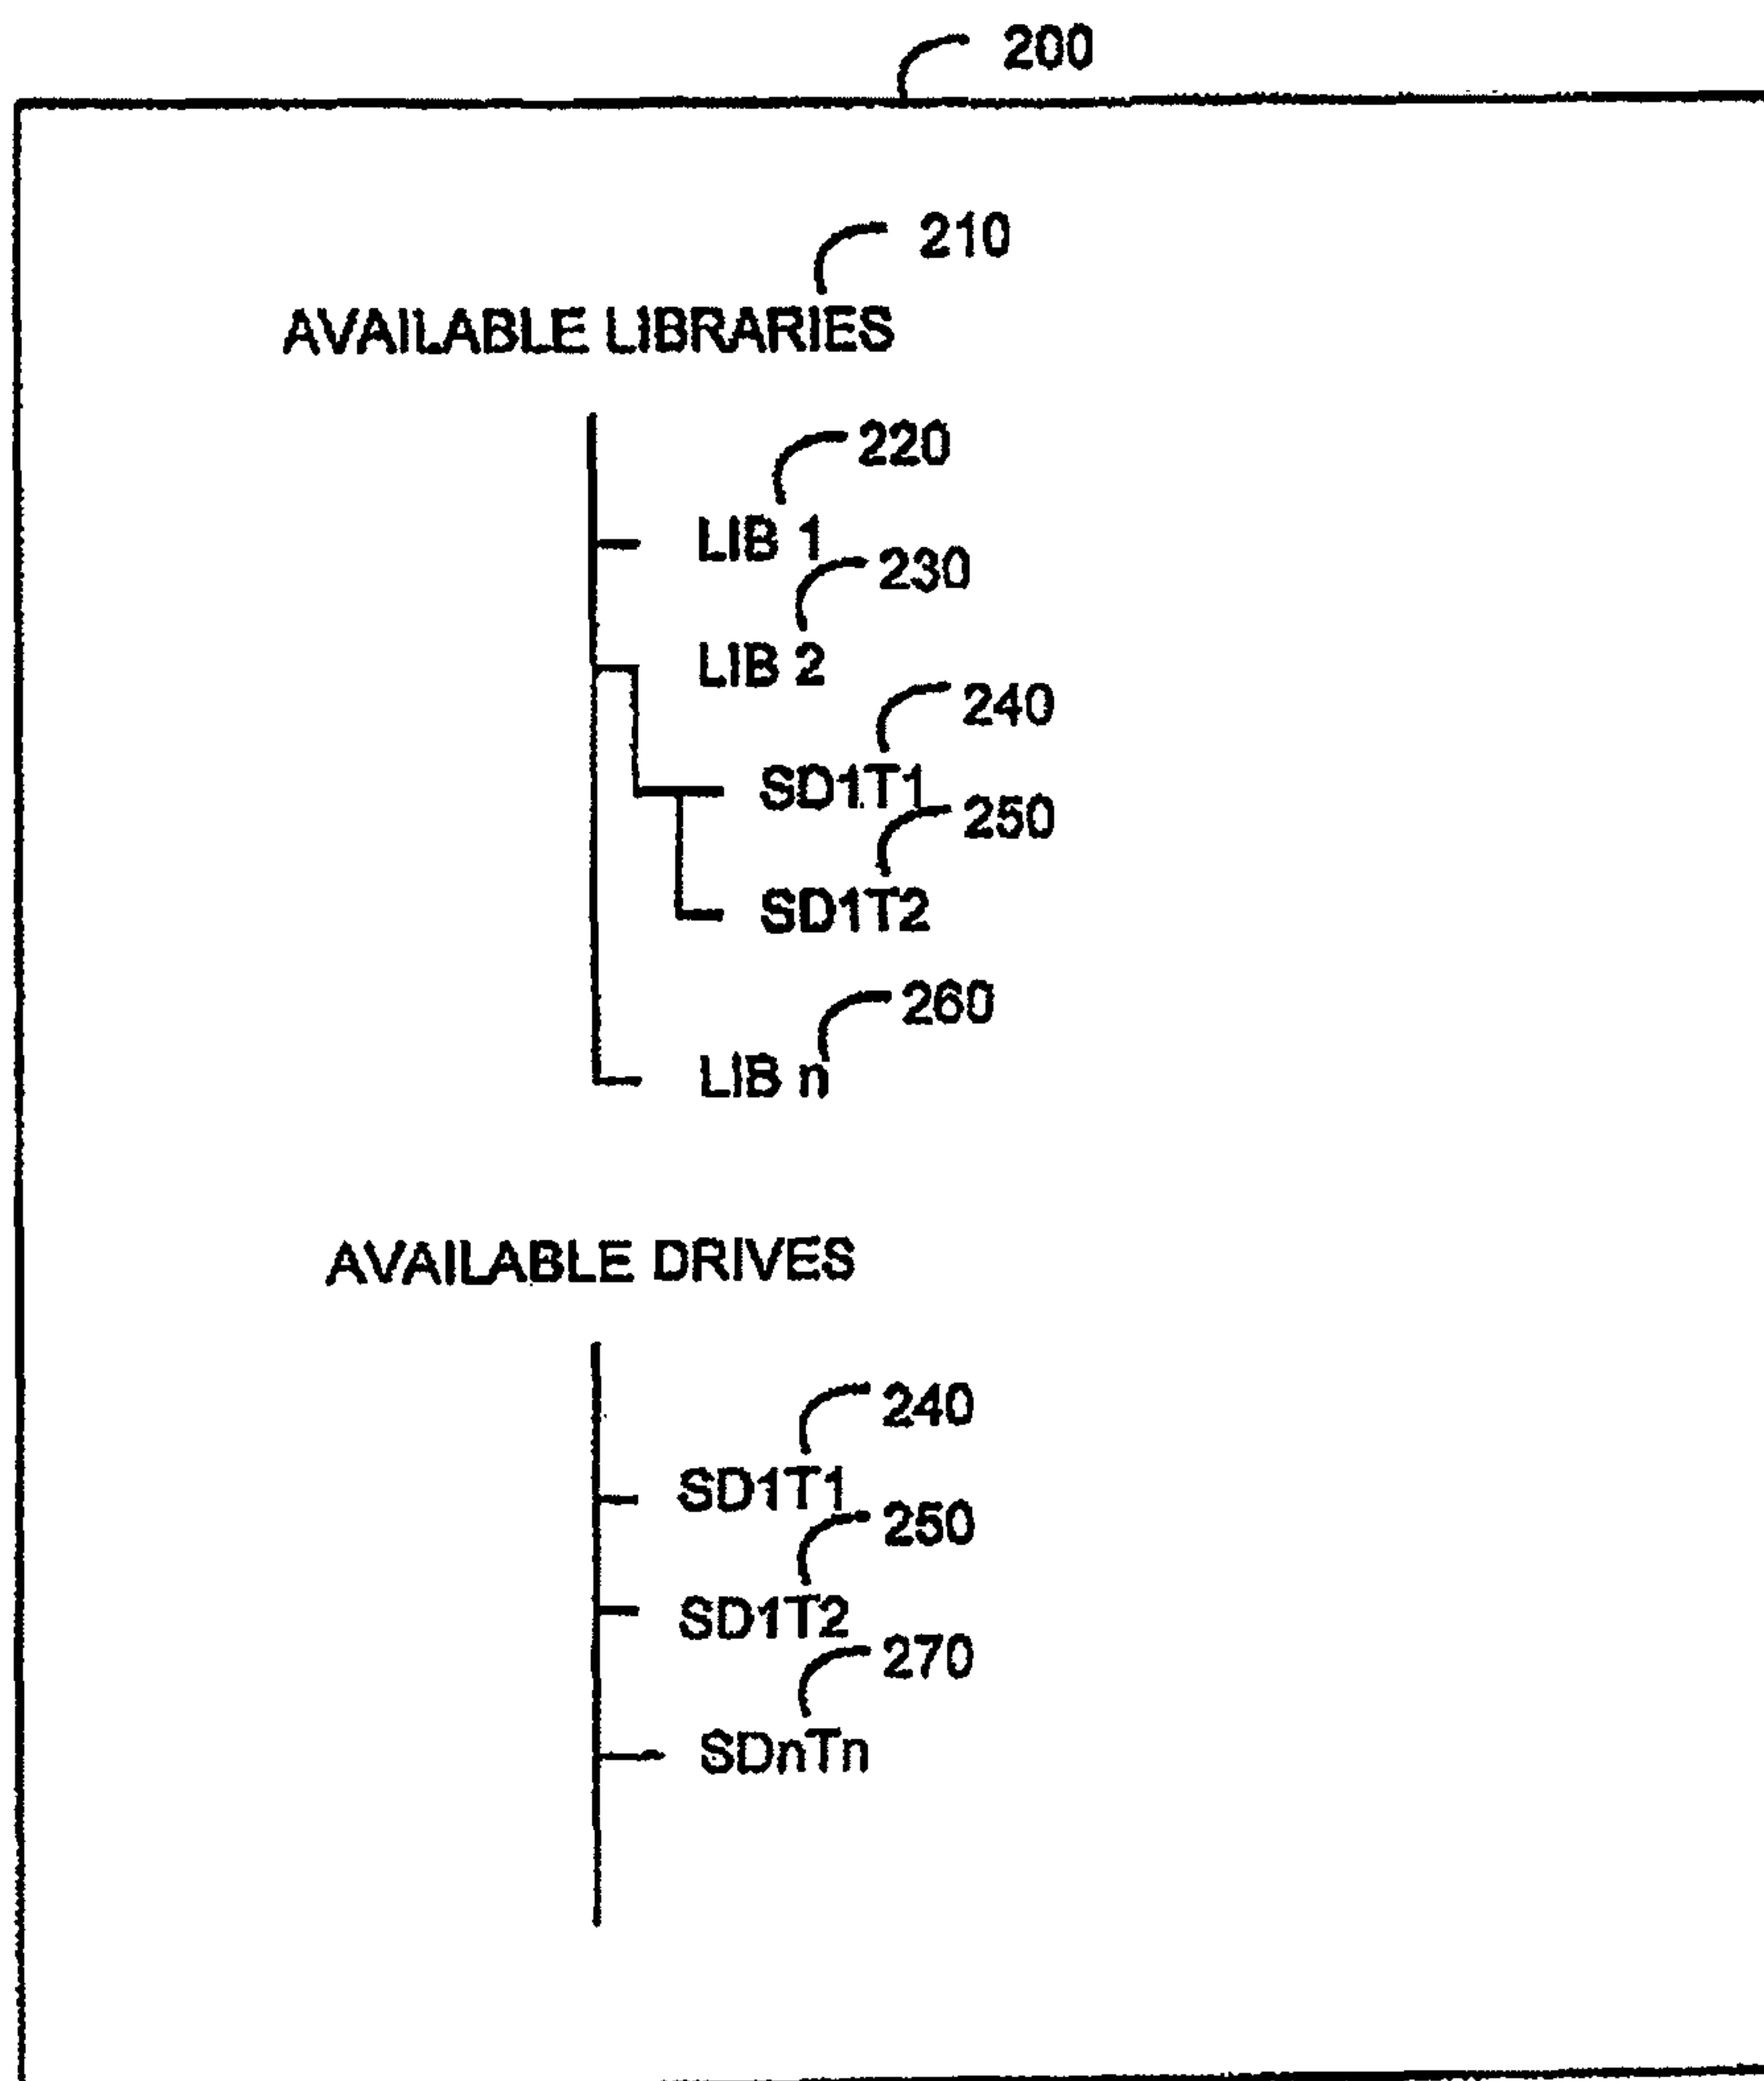 200
210
AVAILABLE LIBRARIES
220
LIB 1
230
LIB 2
240
SD1T1
250
SD1T2
260
LIB n
AVAILABLE DRIVES
240
SD1T1
250
SD1T2
270
SDnTn